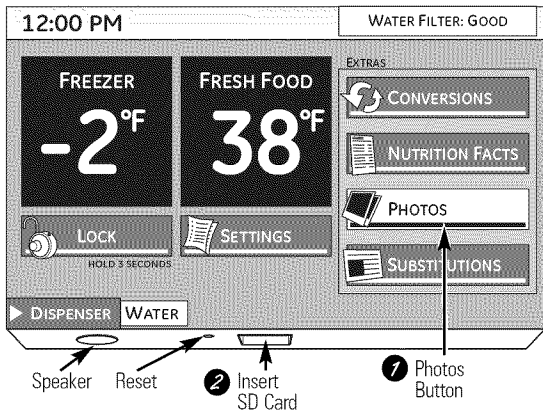 12:00 PM
WATER FILTER: GOOD
EXTRAS
FREEZER
-2°F
FRESH FOOD
38°F
CONVERSIONS
NUTRITION FACTS
PHOTOS
SUBSTITUTIONS
LOCK
HOLD 3 SECONDS
SETTINGS
DISPENSER
WATER
Speaker
Reset
2 Insert
SD Card
1 Photos
Button